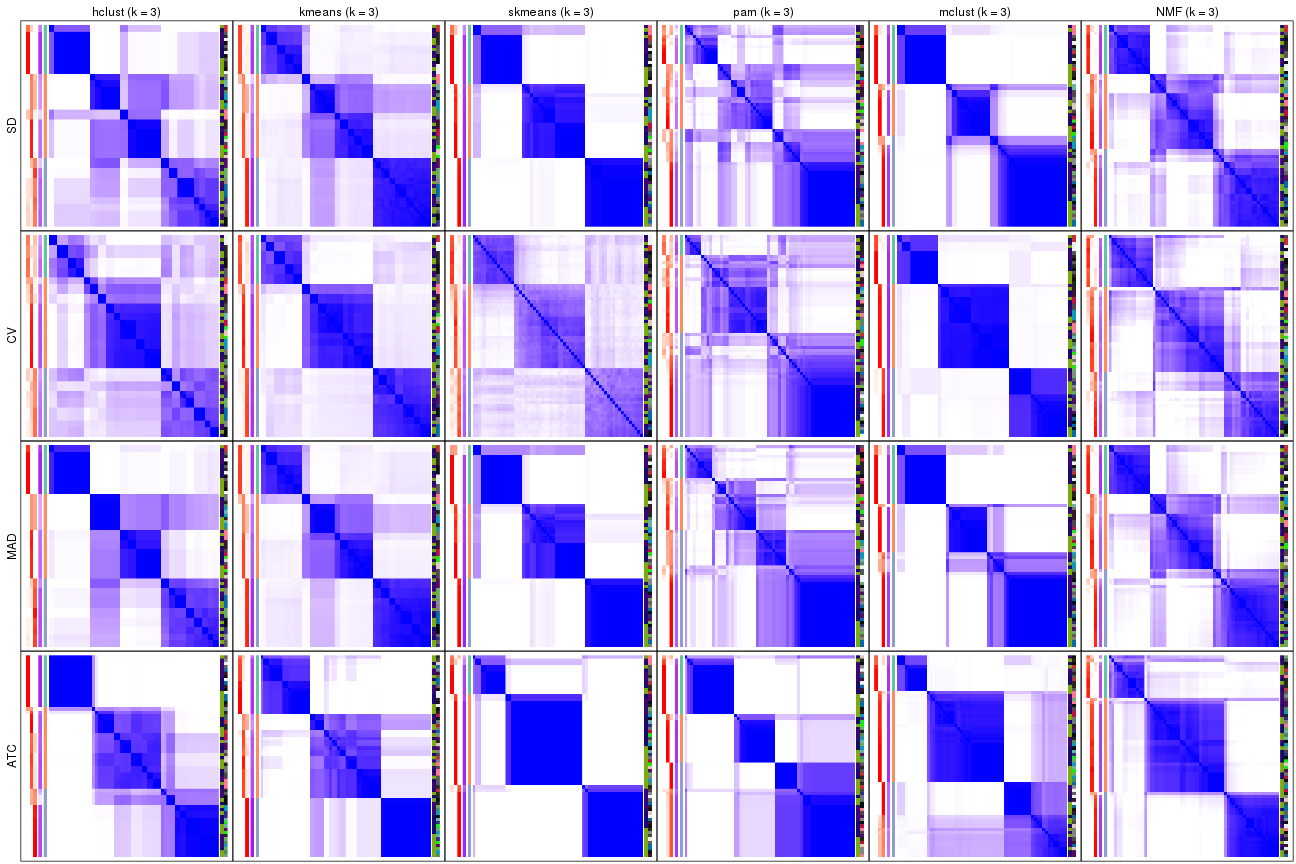 hclust (k = 3) kmeans (k = 3) skmeans (k = 3) pam (k = 3) mclust (k = 3) NMF (k = 3)
SD
CV
MAD
ATC